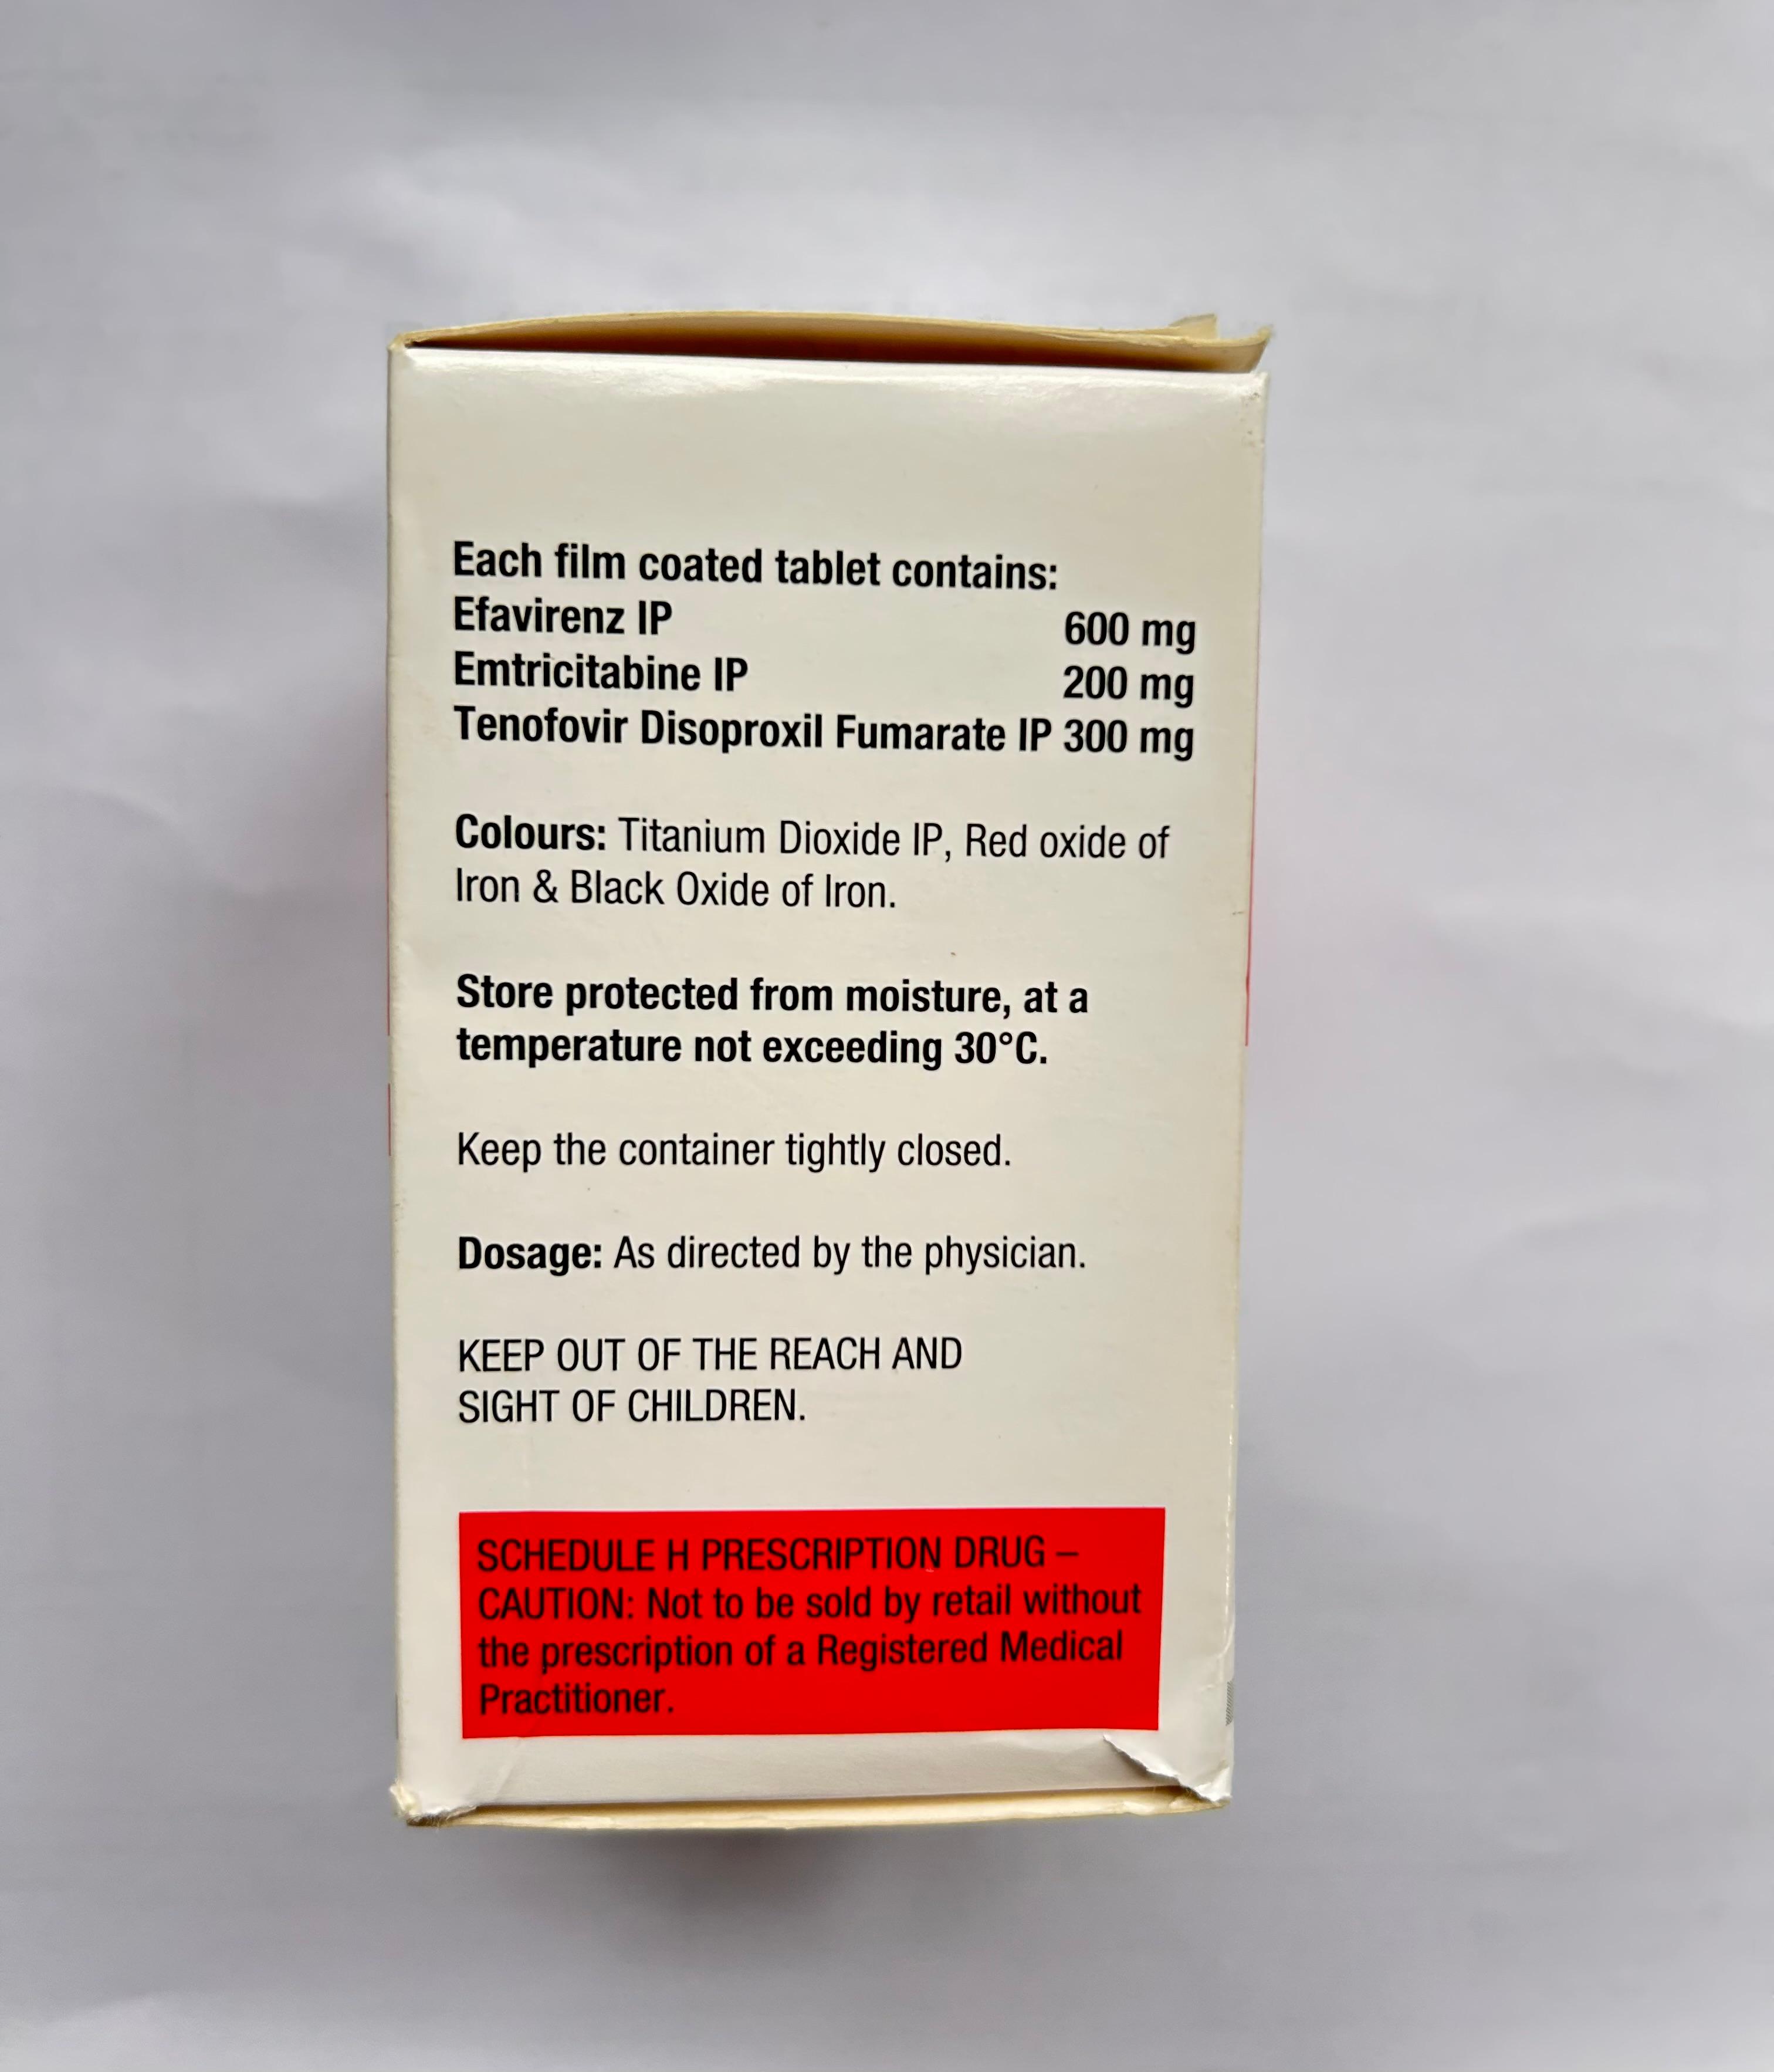 Each film coated tablet contains:
Efavirenz IP 600 mg
Emtricitabine IP 200 mg
Tenofovir Disoproxil Fumarate IP 300 mg
Colours: Titanium Dioxide IP, Red oxide of
Iron & Black Oxide of Iron.
Store protected from moisture, at a
temperature not exceeding 30°C.
Keep the container tightly closed.
Dosage: As directed by the physician.
KEEP OUT OF THE REACH AND
SIGHT OF CHILDREN.
SCHEDULE H PRESCRIPTION DRUG –
CAUTION: Not to be sold by retail without
the prescription of a Registered Medical
Practitioner.